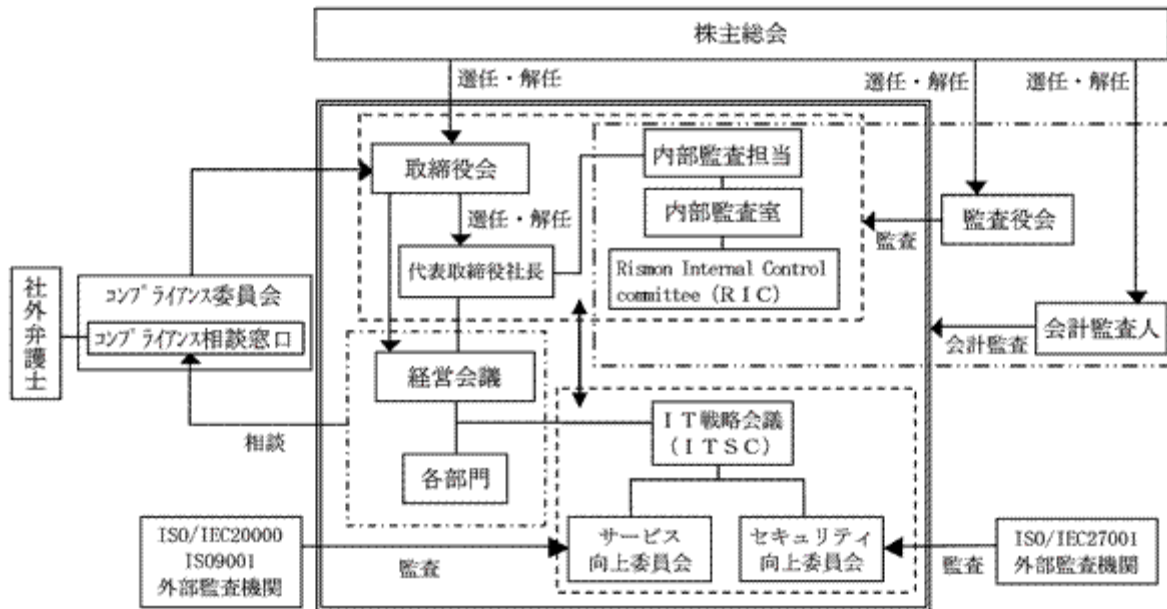 株主総会
選任・解任
選任・解任
選任・解任
取締役会
内部監査担当
選任・解任
内部監査室
監査役会
監査
代表取締役社長
Rismon Internal Control
committee (ＲＩＣ)
社外弁護士
ｺﾝﾌﾟﾗｲｱﾝｽ委員会
ｺﾝﾌﾟﾗｲｱﾝｽ相談窓口
会計監査人
会計監査
経営会議
相談
ＩＴ戦略会議
(ＩＴＳＣ)
各部門
ISO/IEC20000
ISO9001
外部監査機関
監査
サービス
向上委員会
セキュリティ
向上委員会
監査
ISO/IEC27001
外部監査機関